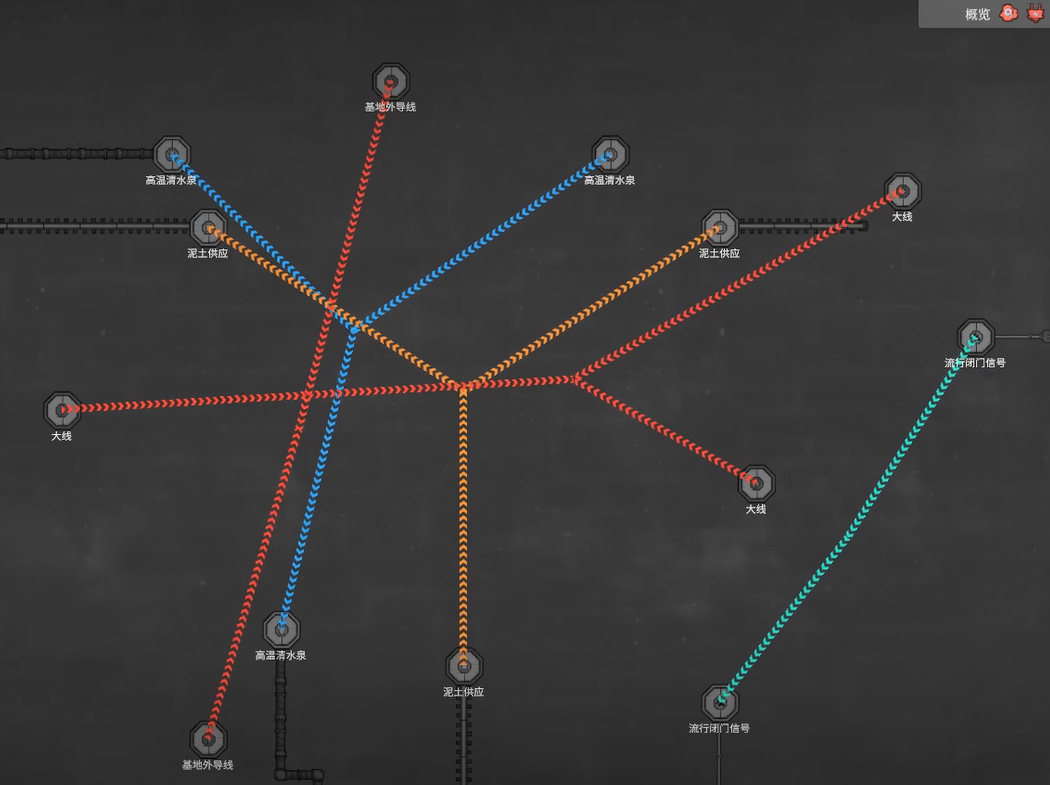 概览
基地外导线
高温清水泉
高温清水泉
大线
泥土供应
泥土供应
流行闭门信号
大线
大线
高温清水泉
泥土供应
流行闭门信号
基地外导线